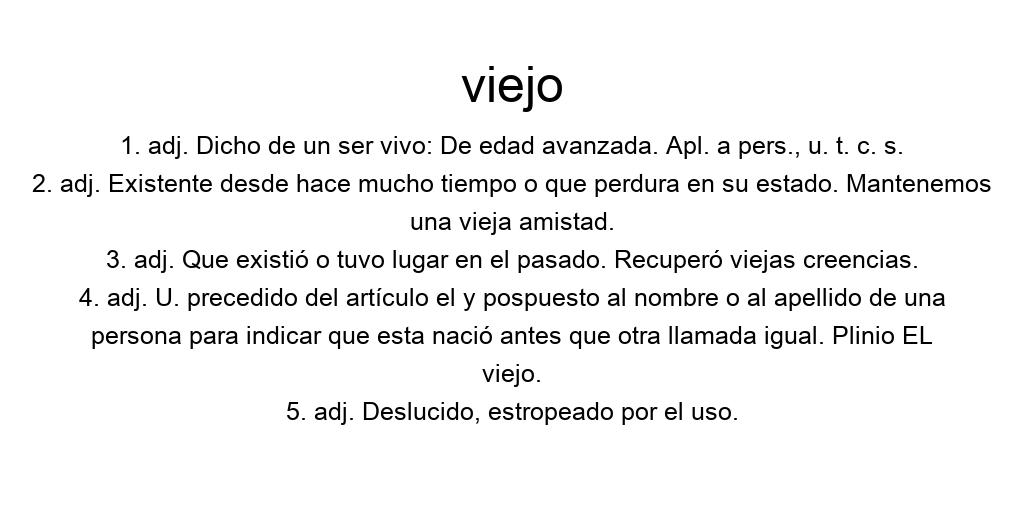 viejo
1. adj. Dicho de un ser vivo: De edad avanzada. Apl. a pers., u. t. c. s.
2. adj. Existente desde hace mucho tiempo o que perdura en su estado. Mantenemos
una vieja amistad.
3. adj. Que existió o tuvo lugar en el pasado. Recuperó viejas creencias.
4. adj. U. precedido del artículo el y pospuesto al nombre o al apellido de una
persona para indicar que esta nació antes que otra llamada igual. Plinio EL
viejo.
5. adj. Deslucido, estropeado por el uso.